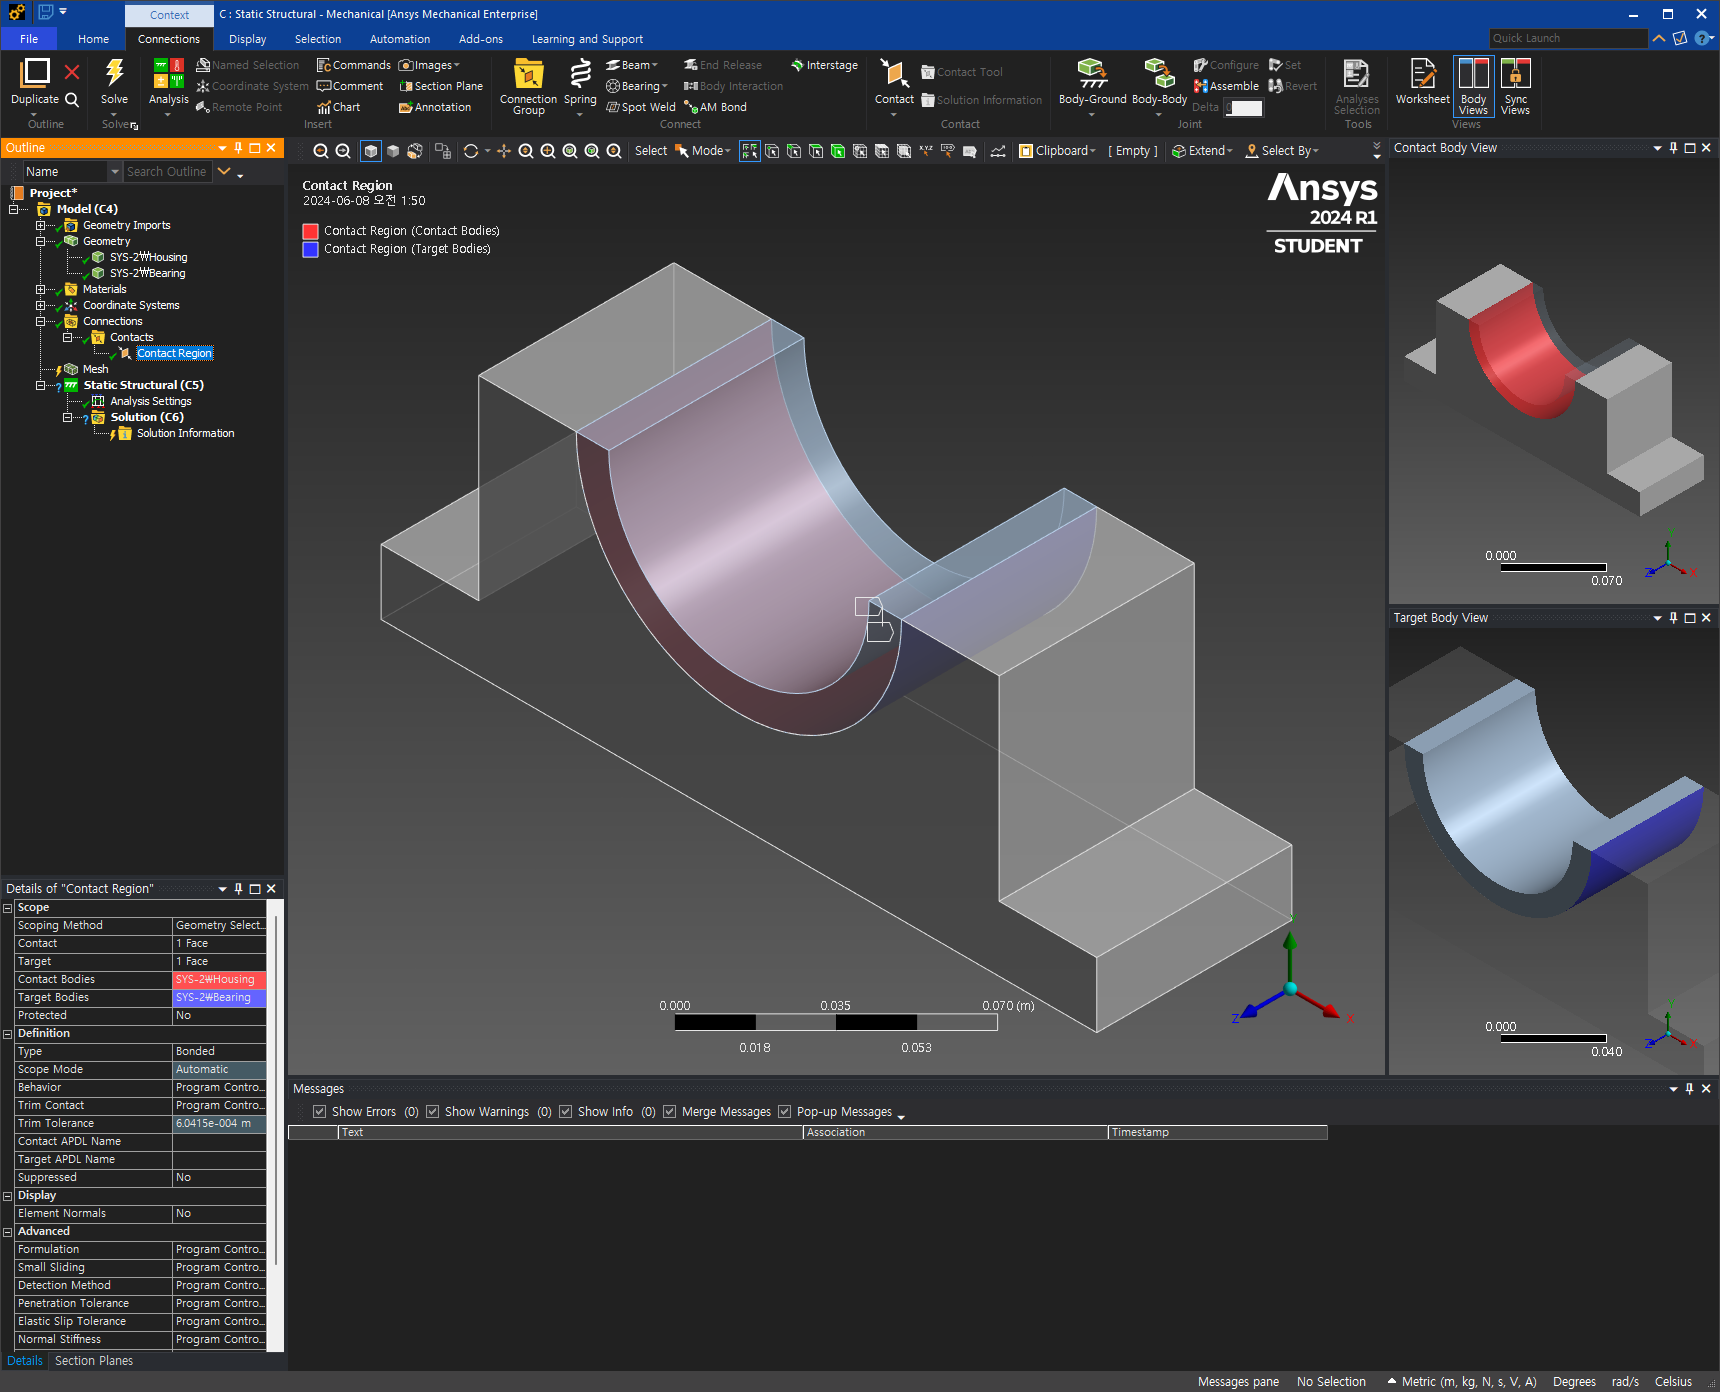 Context
C : Static Structural - Mechanical [Ansys Mechanical Enterprise]
File Home Connections Display Selection Automation Add-ons Learning and Support
Quick Launch
Duplicate
Outline
Solve
Solve
Analysis
Named Selection
Coordinate System
Remote Point
Commands
Comment
Chart
Images
Section Plane
Annotation
Insert
Connection Group
Spring
Beam
Bearing
Spot Weld
End Release
Body Interaction
AM Bond
Interstage
Connect
Contact
Contact Tool
Solution Information
Contact
Body-Ground
Body-Body
Configure
Assemble
Delta
Set
Revert
Joint
Analyses Selection
Tools
Worksheet
Body Views
Sync Views
Views
Outline
Name Search Outline
Project*
Model (C4)
Geometry Imports
Geometry
SYS-2₩Housing
SYS-2₩Bearing
Materials
Coordinate Systems
Connections
Contacts
Contact Region
Mesh
Static Structural (C5)
Analysis Settings
Solution (C6)
Solution Information
Select Mode Clipboard [ Empty ] Extend Select By
Contact Region
2024-06-08 오전 1:50
Contact Region (Contact Bodies)
Contact Region (Target Bodies)
Ansys
2024 R1
STUDENT
0.000 0.035 0.070 (m)
0.018 0.053
Y
Z X
Contact Body View
0.000
0.070
Y
Z X
Target Body View
0.000
0.040
Y
Z X
Details of "Contact Region"
Scope
Scoping Method Geometry Select...
Contact 1 Face
Target 1 Face
Contact Bodies SYS-2₩Housing
Target Bodies SYS-2₩Bearing
Protected No
Definition
Type Bonded
Scope Mode Automatic
Behavior Program Contro...
Trim Contact Program Contro...
Trim Tolerance 6.0415e-004 m
Contact APDL Name
Target APDL Name
Suppressed No
Display
Element Normals No
Advanced
Formulation Program Contro...
Small Sliding Program Contro...
Detection Method Program Contro...
Penetration Tolerance Program Contro...
Elastic Slip Tolerance Program Contro...
Normal Stiffness Program Contro...
Details Section Planes
Messages
Show Errors (0) Show Warnings (0) Show Info (0) Merge Messages Pop-up Messages
Text Association Timestamp
Messages pane No Selection Metric (m, kg, N, s, V, A) Degrees rad/s Celsius